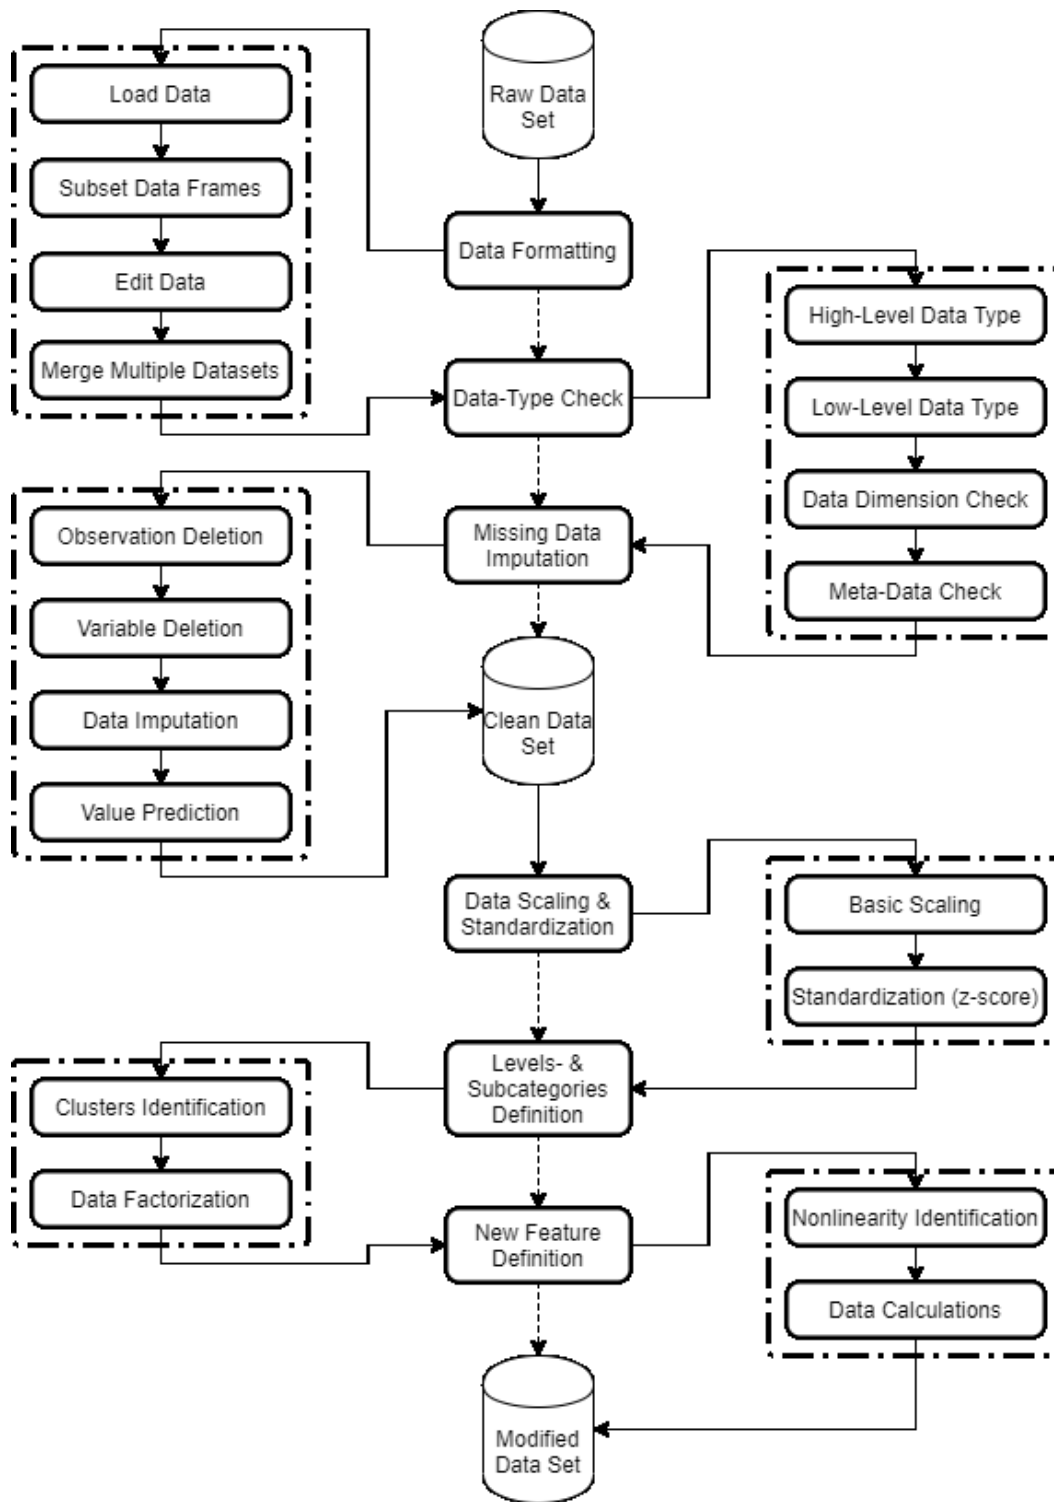 Raw Data
Set
Load Data
Subset Data Frames
Edit Data
Merge Multiple Datasets
Data Formatting
Data-Type Check
High-Level Data Type
Low-Level Data Type
Data Dimension Check
Meta-Data Check
Missing Data
Imputation
Observation Deletion
Variable Deletion
Data Imputation
Value Prediction
Clean Data
Set
Data Scaling &
Standardization
Basic Scaling
Standardization (z-score)
Levels- &
Subcategories
Definition
Clusters Identification
Data Factorization
New Feature
Definition
Nonlinearity Identification
Data Calculations
Modified
Data Set